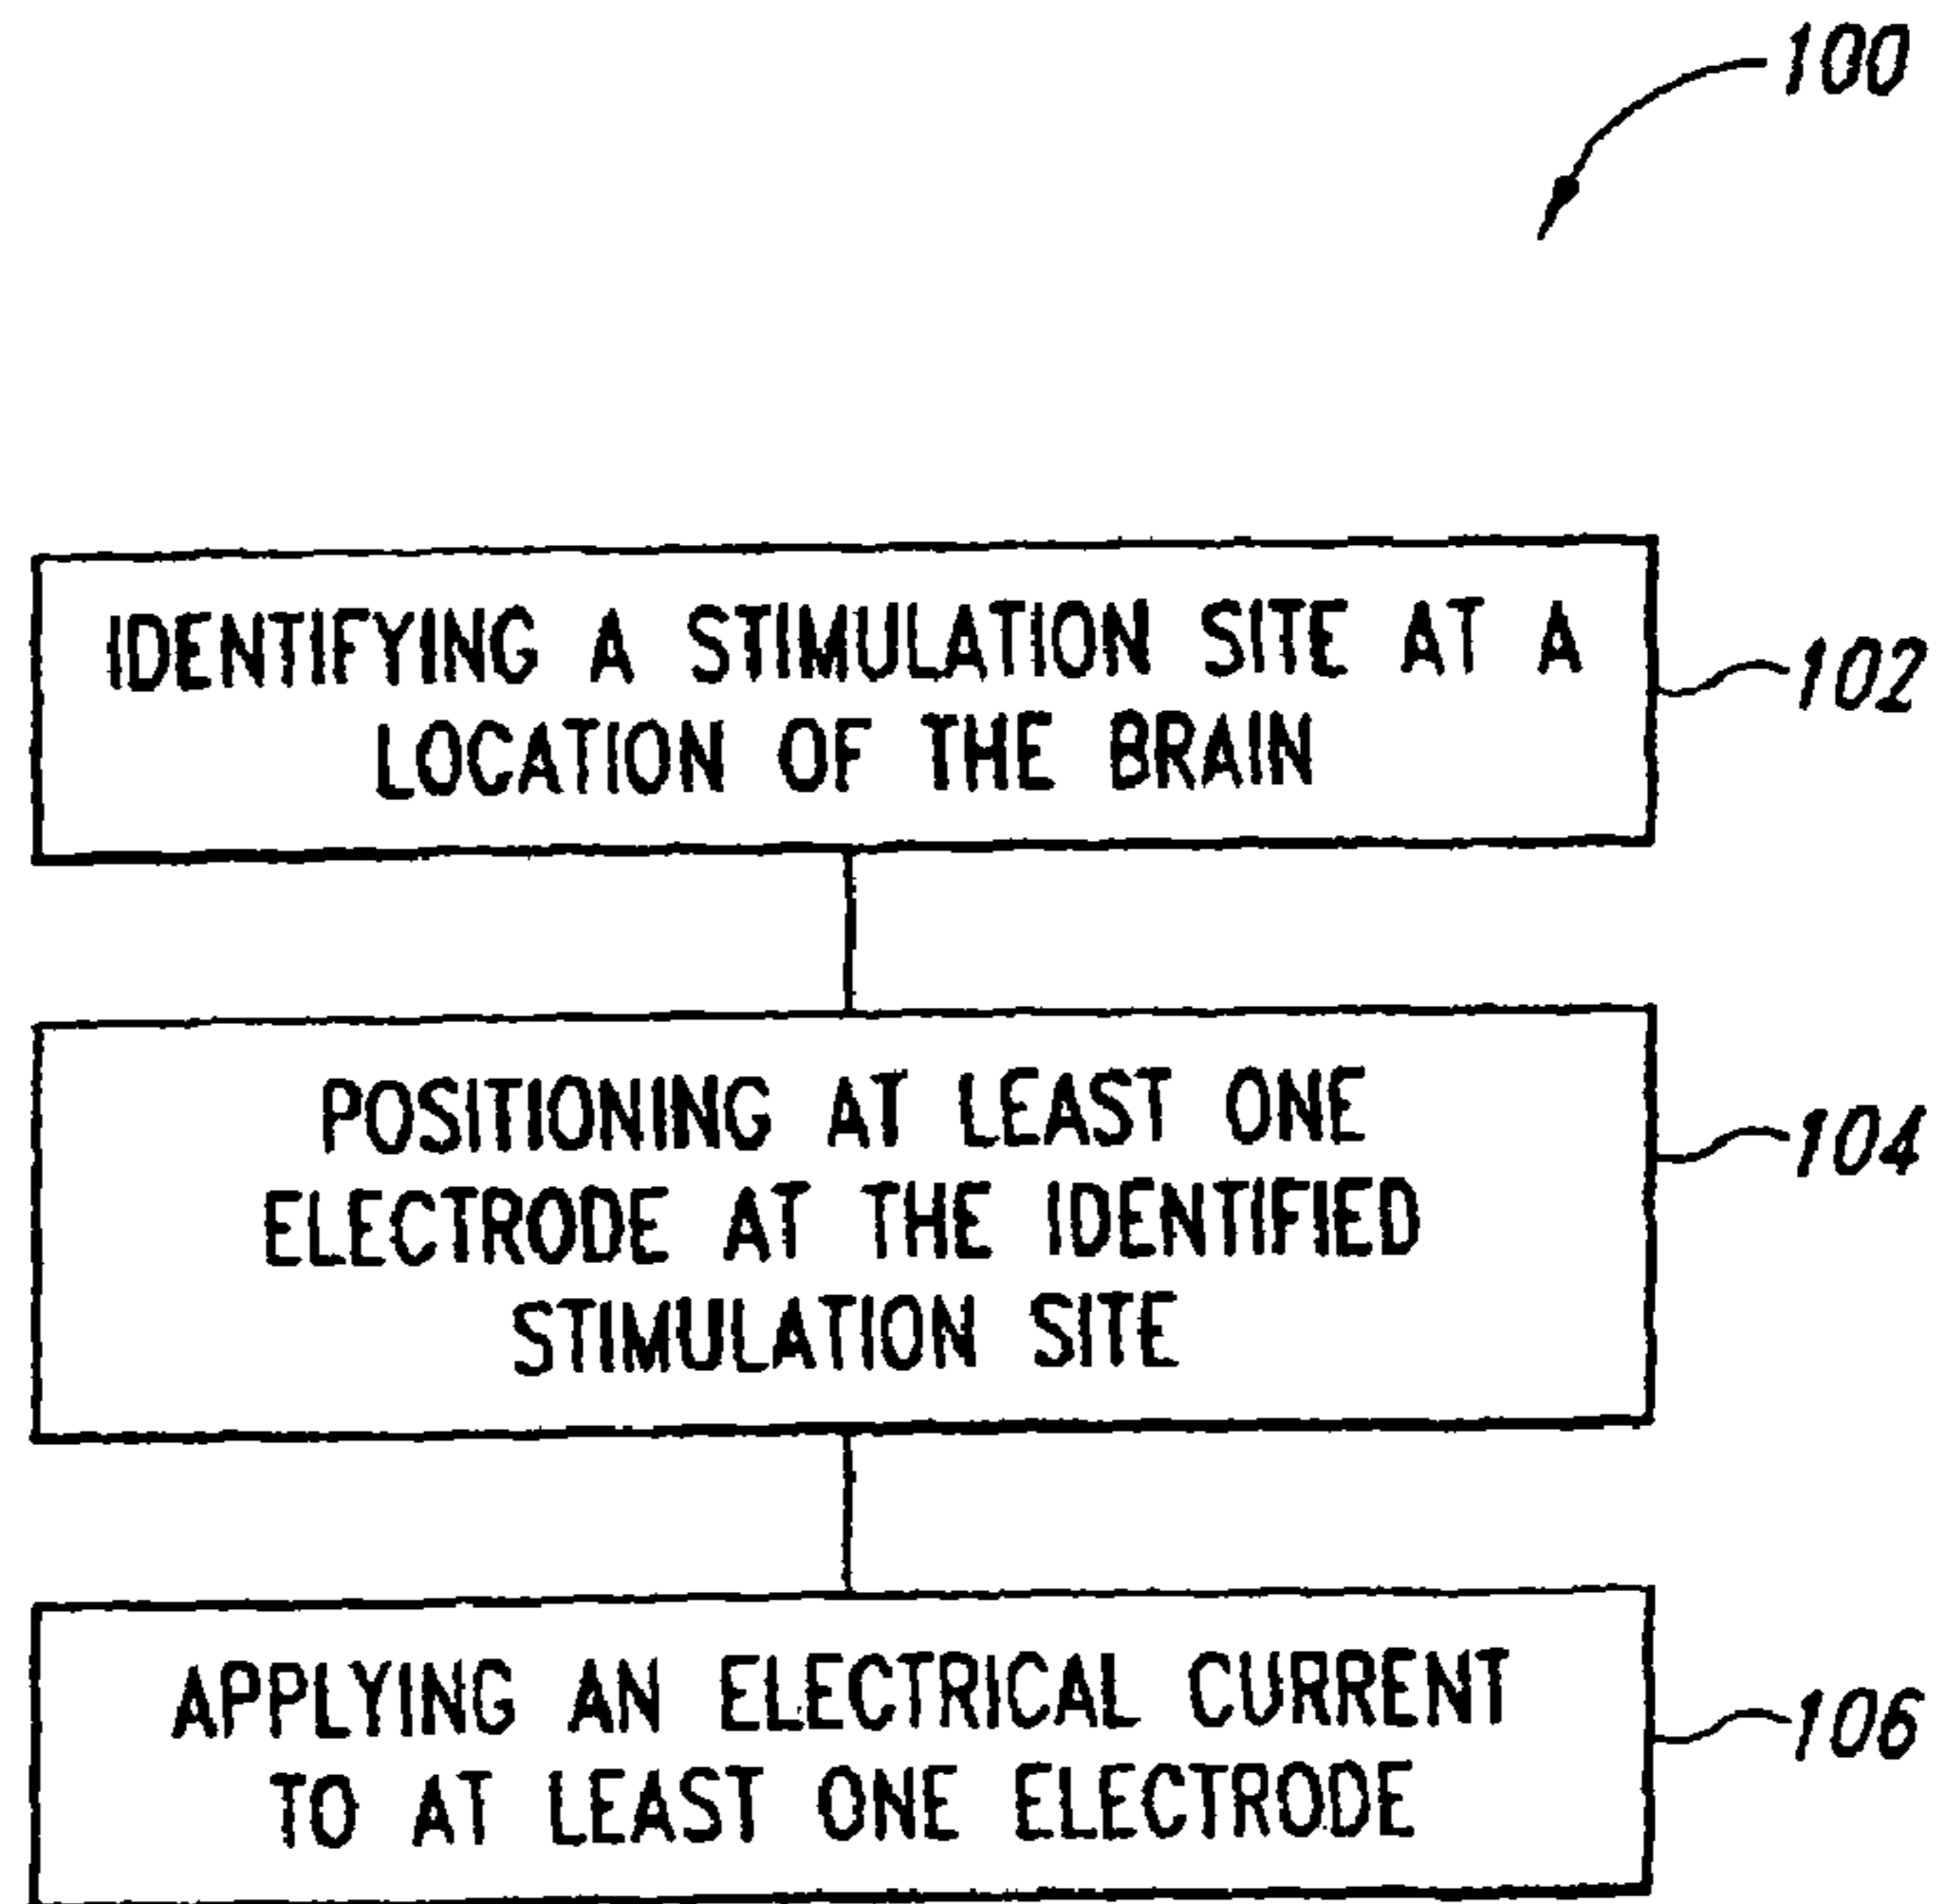 100
IDENTIFYING A STIMULATION SITE AT A
LOCATION OF THE BRAIN
102
POSITIONING AT LEAST ONE
ELECTRODE AT THE IDENTIFIED
STIMULATION SITE
104
APPLYING AN ELECTRICAL CURRENT
TO AT LEAST ONE ELECTRODE
106